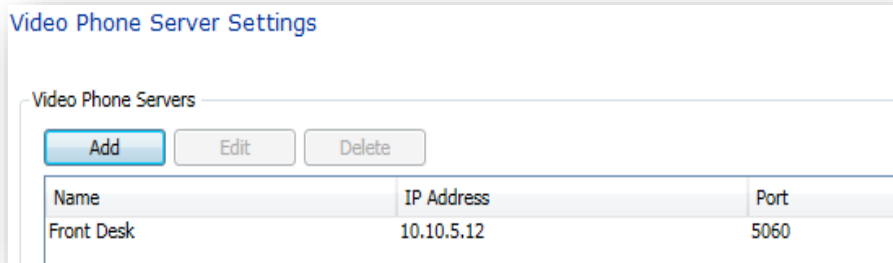 Video Phone Server Settings
Video Phone Servers
Add Edit Delete
Name IP Address Port
Front Desk 10.10.5.12 5060